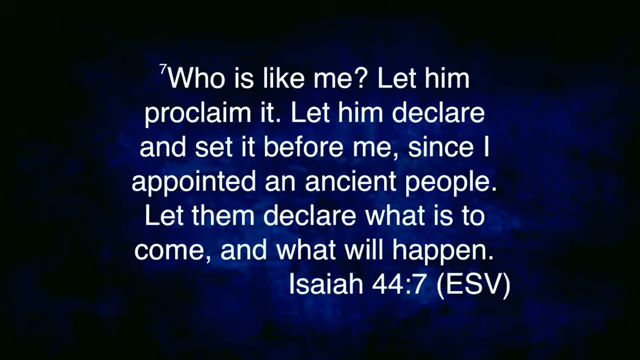 7Who is like me? Let him
proclaim it. Let him declare
and set it before me, since I
appointed an ancient people.
Let them declare what is to
come, and what will happen.
Isaiah 44:7 (ESV)